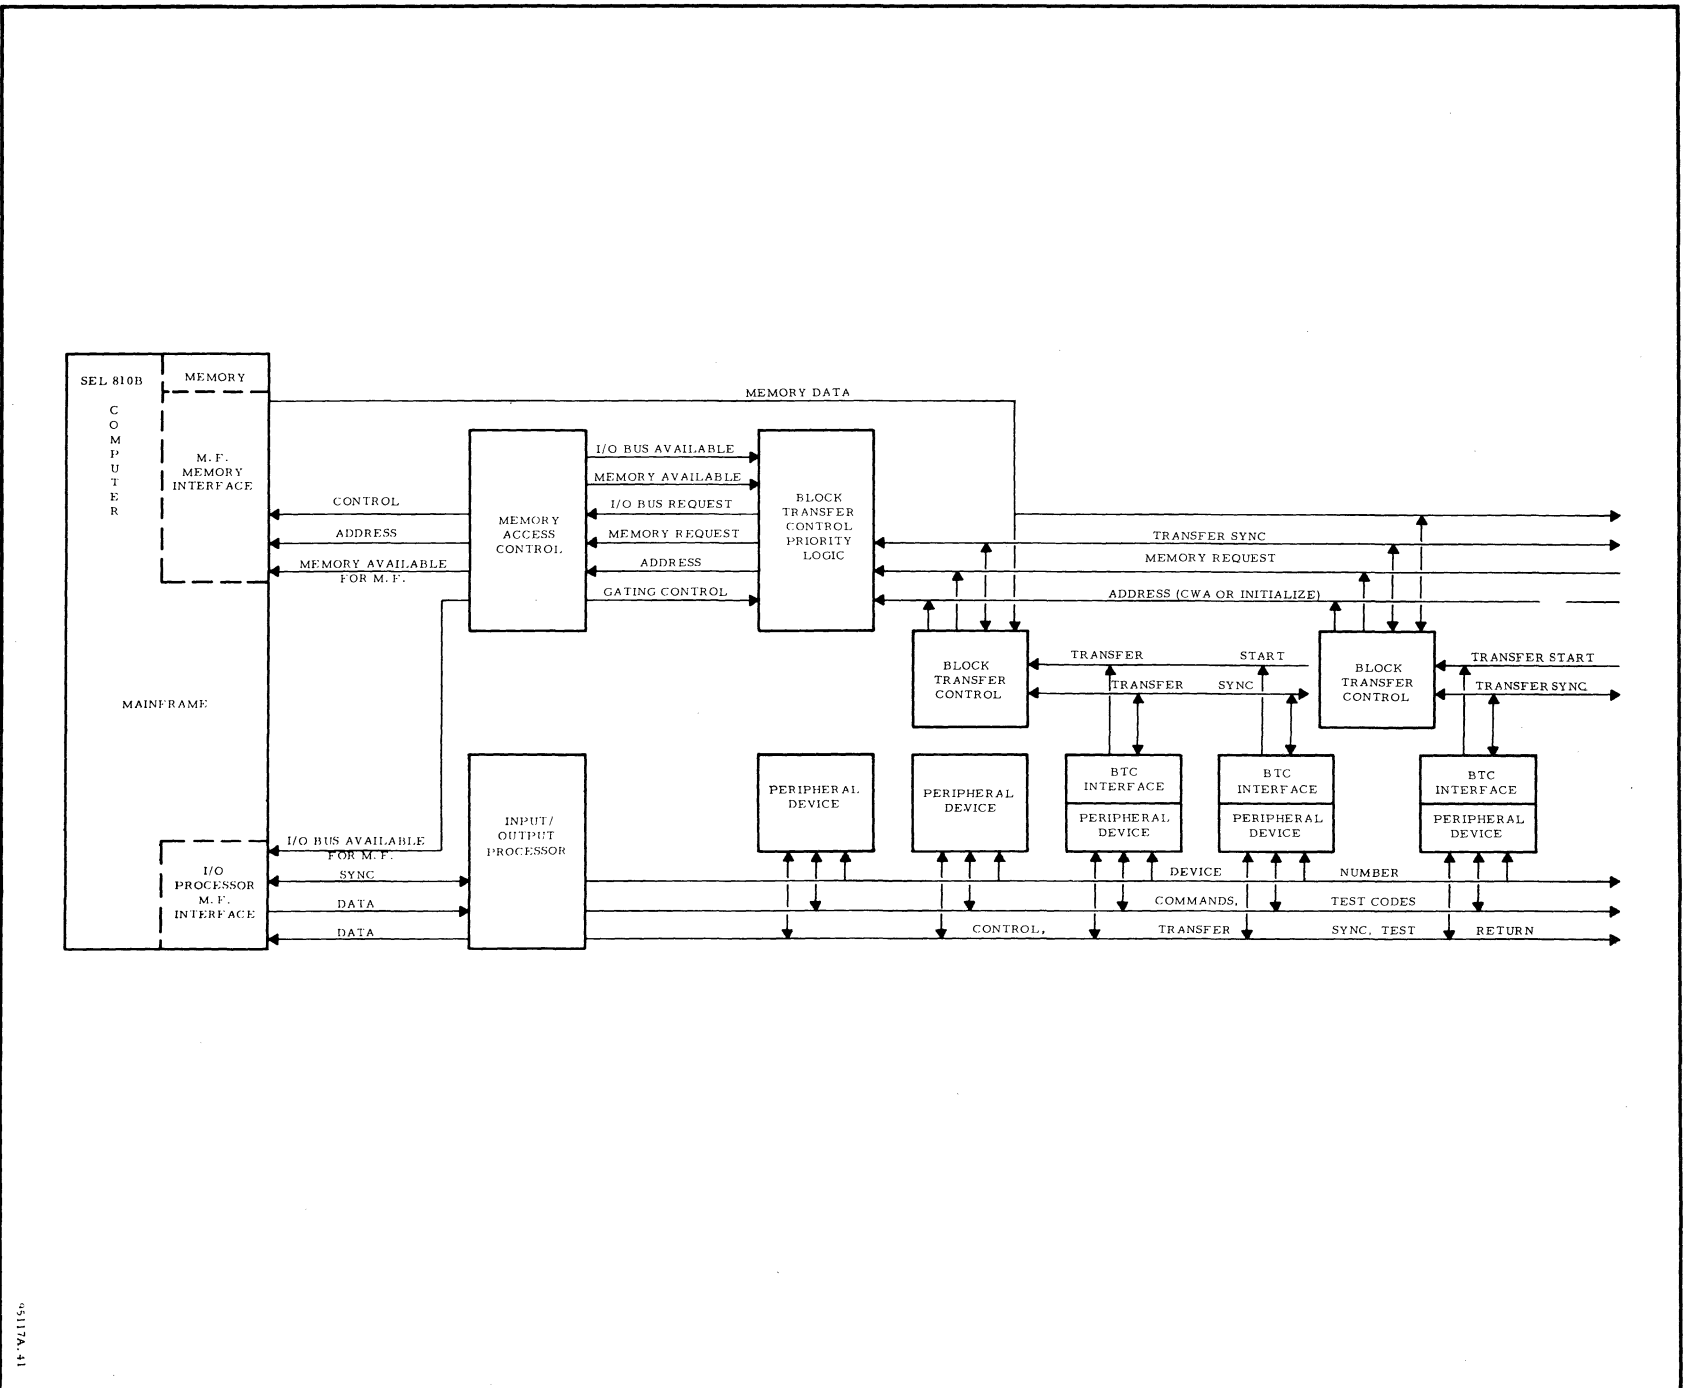 SEL 810B
COMPUTER
MAINFRAME
MEMORY
M. F.
MEMORY
INTERFACE
I/O
PROCESSOR
M. F.
INTERFACE
MEMORY DATA
CONTROL
ADDRESS
MEMORY AVAILABLE
FOR M. F.
I/O BUS AVAILABLE
FOR M. F.
SYNC
DATA
DATA
MEMORY
ACCESS
CONTROL
I/O BUS AVAILABLE
MEMORY AVAILABLE
I/O BUS REQUEST
MEMORY REQUEST
ADDRESS
GATING CONTROL
BLOCK
TRANSFER
CONTROL
PRIORITY
LOGIC
TRANSFER SYNC
MEMORY REQUEST
ADDRESS (CWA OR INITIALIZE)
BLOCK
TRANSFER
CONTROL
TRANSFER START
TRANSFER SYNC
BLOCK
TRANSFER
CONTROL
TRANSFER START
TRANSFER SYNC
INPUT/
OUTPUT
PROCESSOR
PERIPHERAL
DEVICE
PERIPHERAL
DEVICE
BTC
INTERFACE
PERIPHERAL
DEVICE
BTC
INTERFACE
PERIPHERAL
DEVICE
BTC
INTERFACE
PERIPHERAL
DEVICE
DEVICE NUMBER
COMMANDS, TEST CODES
CONTROL, TRANSFER SYNC, TEST RETURN
95117A.41